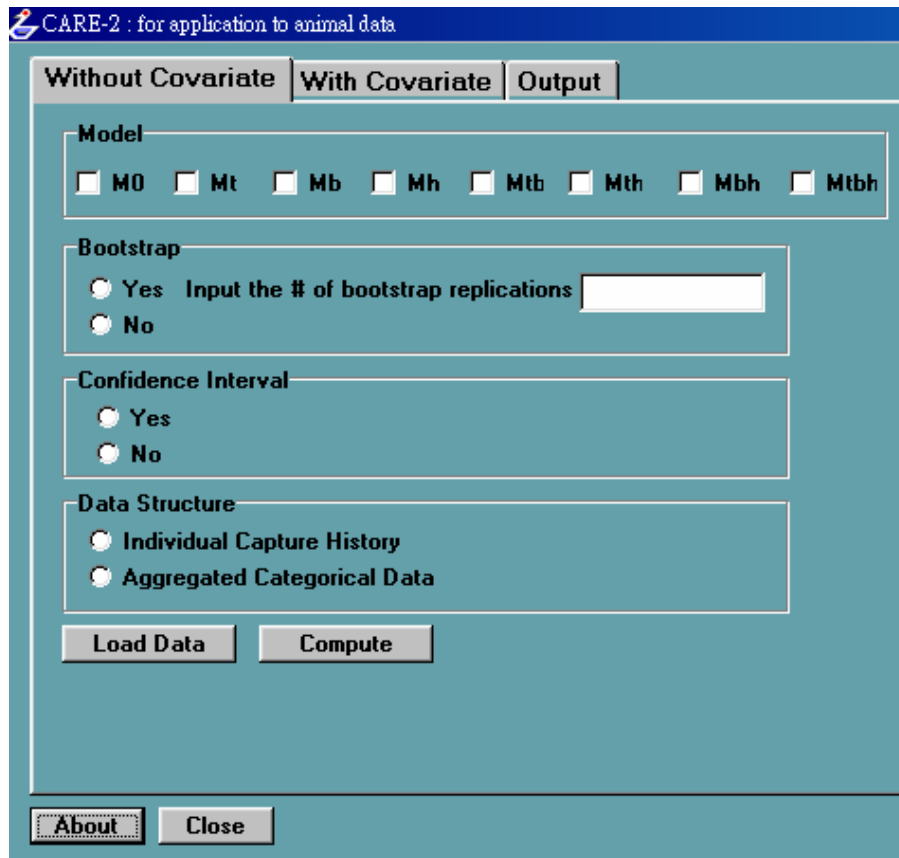 CARE-2 : for application to animal data
Without Covariate With Covariate Output
Model
M0 Mt Mb Mh Mtb Mth Mbh Mtbh
Bootstrap
Yes Input the # of bootstrap replications
No
Confidence Interval
Yes
No
Data Structure
Individual Capture History
Aggregated Categorical Data
Load Data Compute
About Close